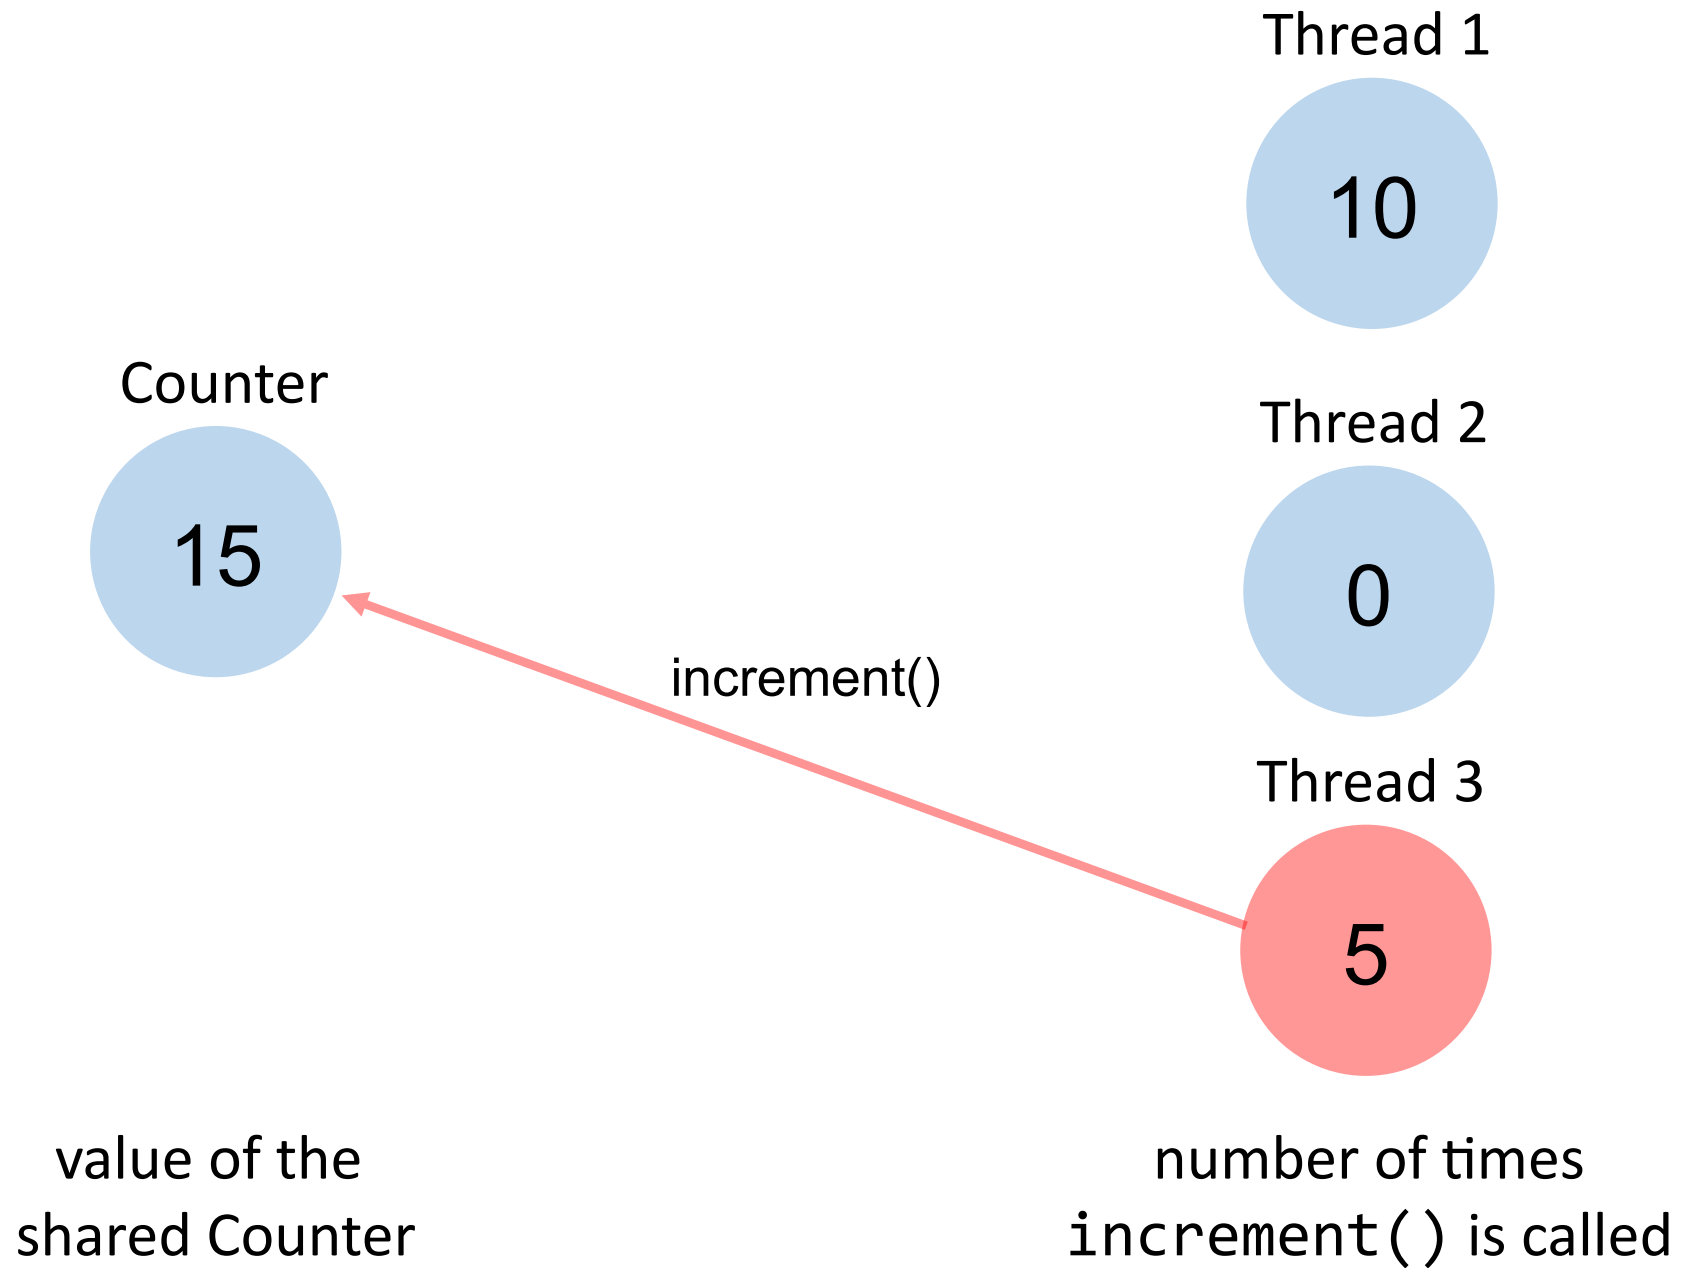 Thread 1
10
Counter
15
Thread 2
0
increment()
Thread 3
5
value of the
shared Counter
number of times
increment() is called